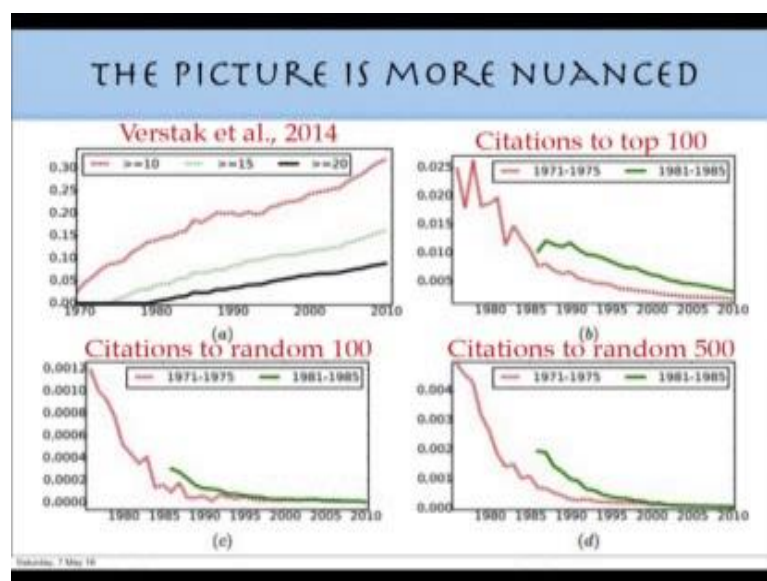 THE PICTURE IS MORE NUANCED
Verstak et al., 2014
>=10 >=15 >=20
0.30
0.25
0.20
0.15
0.10
0.05
0.00
1970 1980 1990 2000 2010
(a)
Citations to top 100
1971-1975 1981-1985
0.025
0.020
0.015
0.010
0.005
1980 1985 1990 1995 2000 2005 2010
(b)
Citations to random 100
1971-1975 1981-1985
0.0012
0.0010
0.0008
0.0006
0.0004
0.0002
0.0000
1980 1985 1990 1995 2000 2005 2010
(c)
Citations to random 500
1971-1975 1981-1985
0.004
0.003
0.002
0.001
0.000
1980 1985 1990 1995 2000 2005 2010
(d)
Saturday, 7 May 16